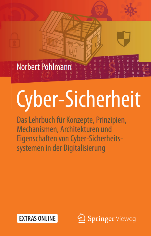 Norbert Pohlmann
Cyber-Sicherheit
Das Lehrbuch für Konzepte, Prinzipien,
Mechanismen, Architekturen und
Eigenschaften von Cyber-Sicherheits-
systemen in der Digitalisierung
EXTRAS ONLINE
Springer Vieweg